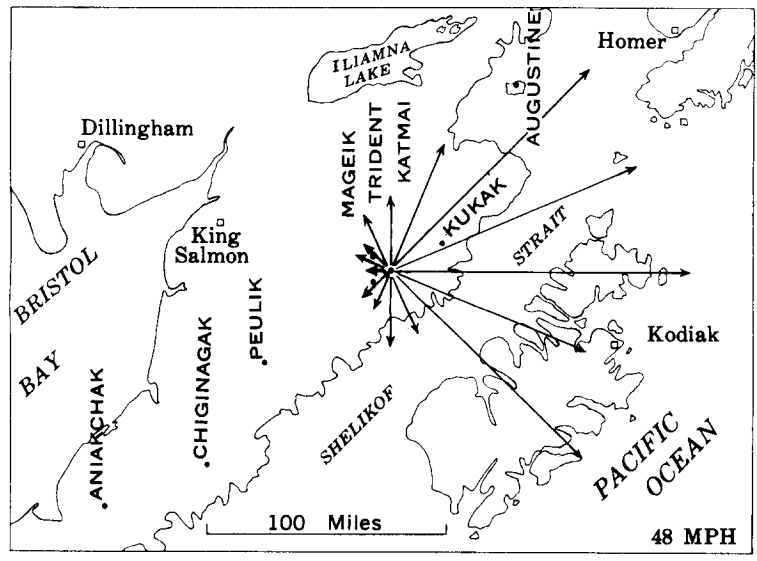 Homer
ILIAMNA
LAKE
AUGUSTINE
Dillingham
MAGEIK
TRIDENT
KATMAI
KUKAK
STRAIT
King
Salmon
BRISTOL
BAY
PEULIK
CHIGINAGAK
ANIAKCHAK
Kodiak
SHELIKOF
PACIFIC
OCEAN
100 Miles
48 MPH